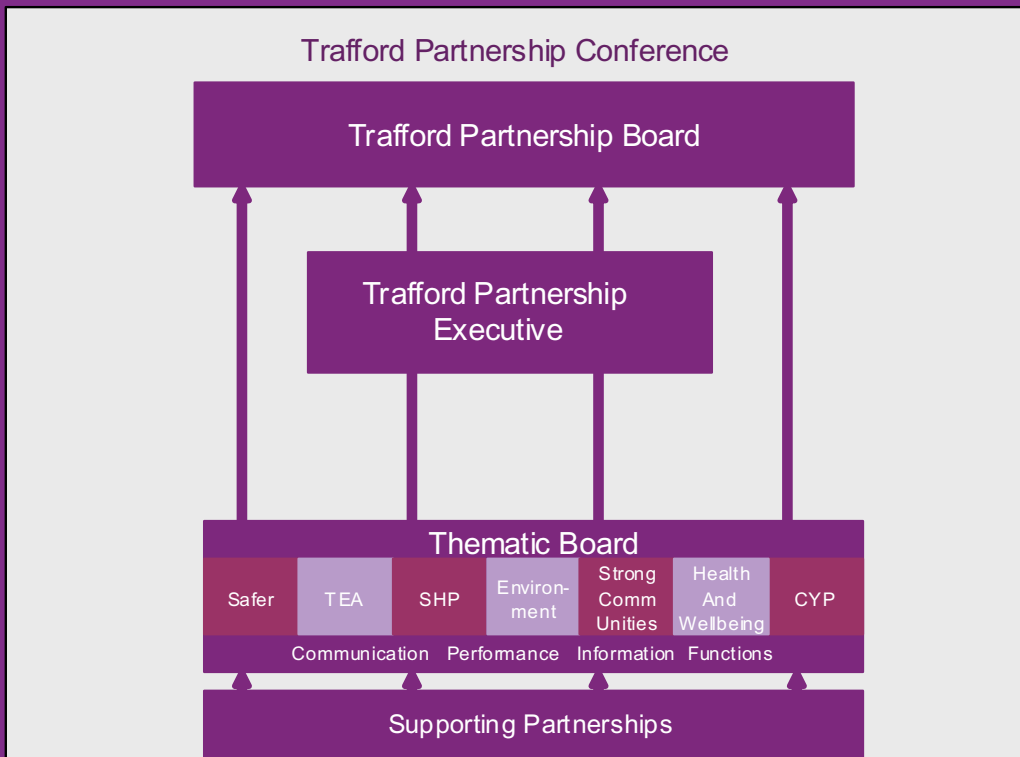 Trafford Partnership Conference
Trafford Partnership Board
Trafford Partnership
Executive
Thematic Board
Safer
TEA
SHP
Environ-
ment
Strong
Comm
Unities
Health
And
Wellbeing
CYP
Communication Performance Information Functions
Supporting Partnerships